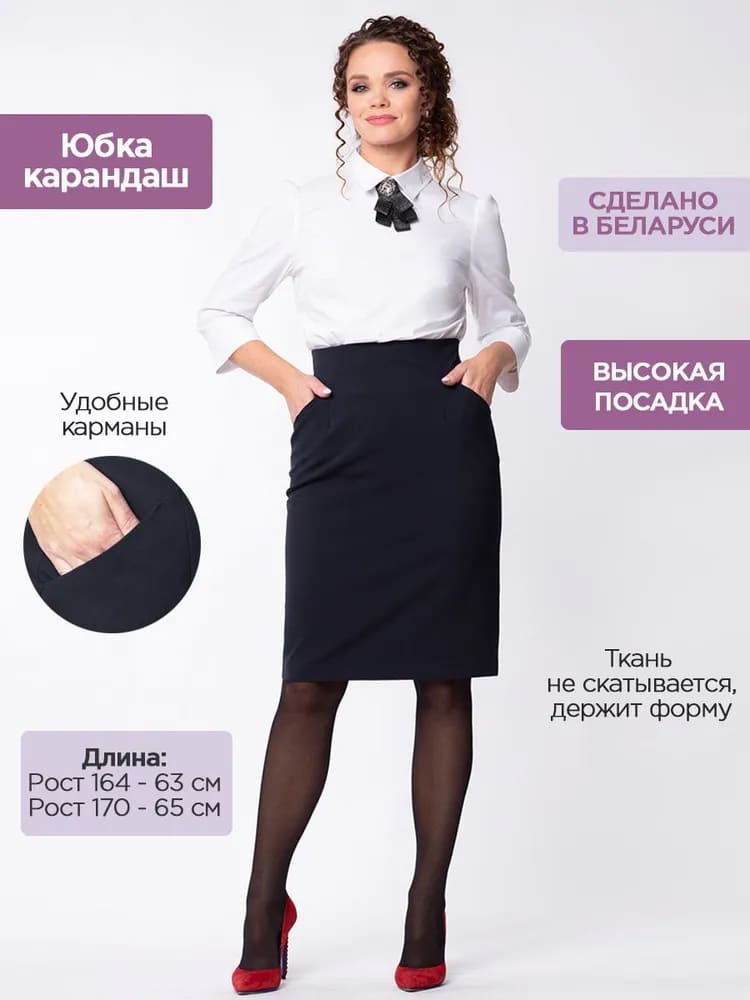 Юбка
карандаш
СДЕЛАНО
В БЕЛАРУСИ
ВЫСОКАЯ
ПОСАДКА
Удобные
карманы
Ткань
не скатывается,
держит форму
Длина:
Рост 164 - 63 см
Рост 170 - 65 см